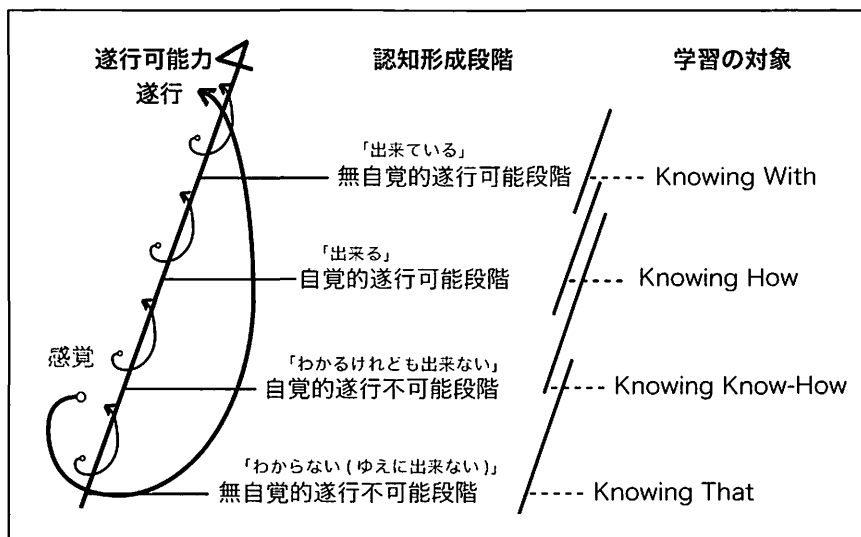 遂行可能力 認知形成段階 学習の対象
遂行
「出来ている」
無自覚的遂行可能段階 Knowing With
「出来る」
自覚的遂行可能段階 Knowing How
感覚
「わかるけれども出来ない」
自覚的遂行不可能段階 Knowing Know-How
「わからない(ゆえに出来ない)」
無自覚的遂行不可能段階 Knowing That